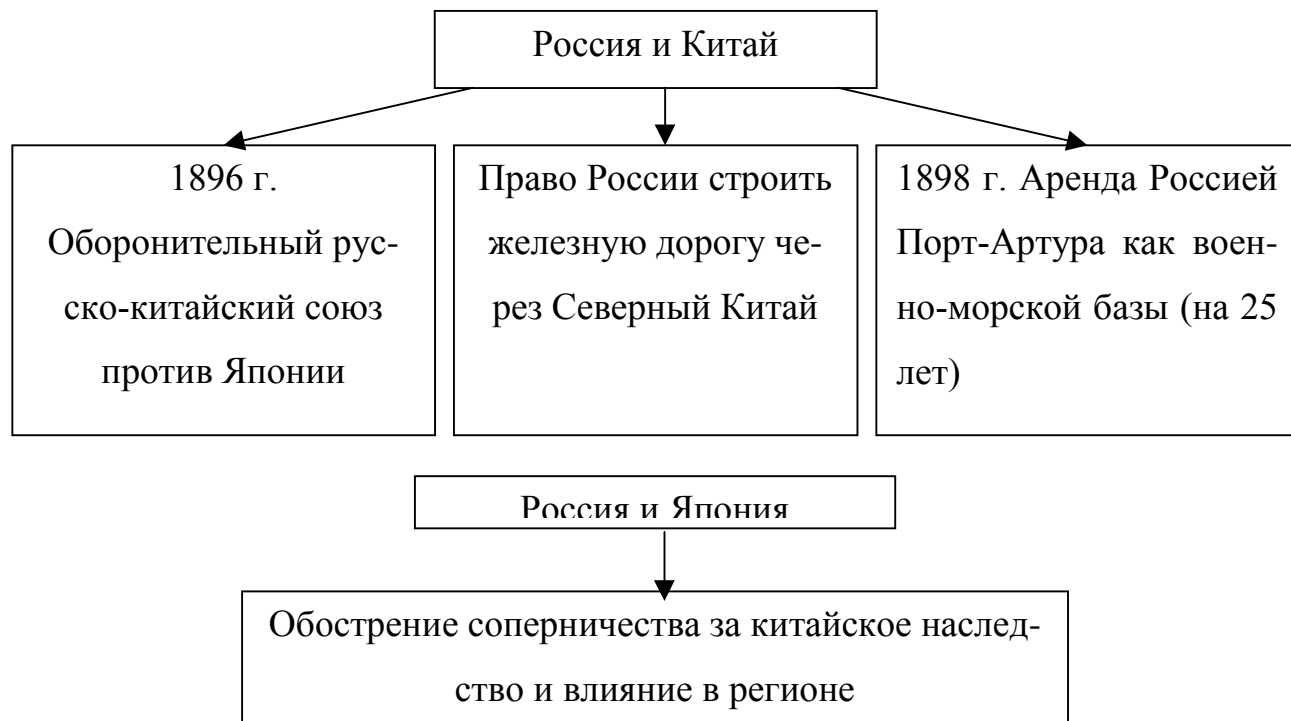 Россия и Китай
1896 г.
Оборонительный рус-
ско-китайский союз
против Японии
Право России строить
железную дорогу че-
рез Северный Китай
1898 г. Аренда Россией
Порт-Артура как воен-
но-морской базы (на 25
лет)
Россия и Япония
Обострение соперничества за китайское наслед-
ство и влияние в регионе